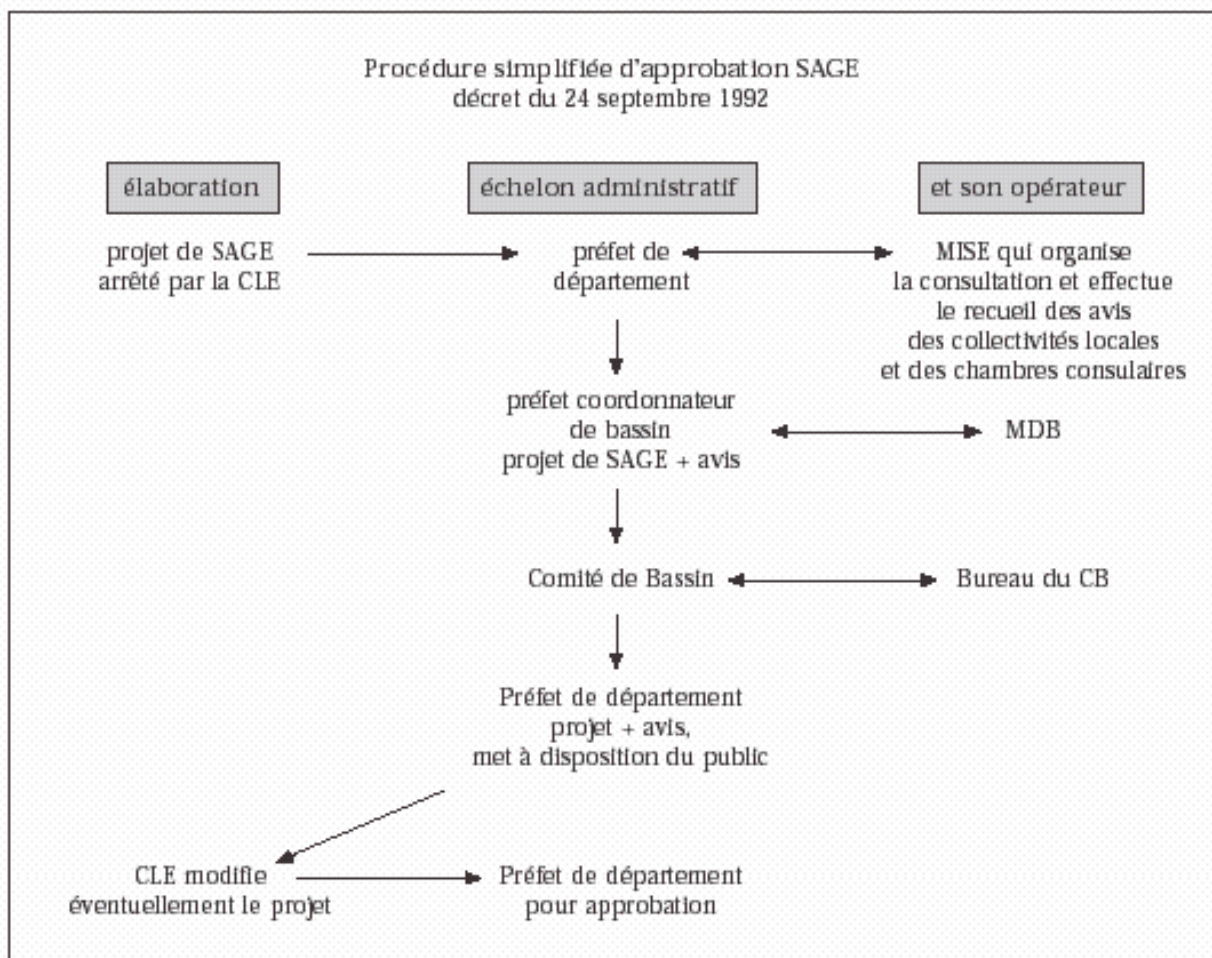 Procédure simplifiée d'approbation SAGE
décret du 24 septembre 1992
élaboration
échelon administratif
et son opérateur
projet de SAGE
arrêté par la CLE
préfet de
département
MISE qui organise
la consultation et effectue
le recueil des avis
des collectivités locales
et des chambres consulaires
préfet coordonnateur
de bassin
projet de SAGE + avis
MDB
Comité de Bassin
Bureau du CB
Préfet de département
projet + avis,
met à disposition du public
CLE modifie
éventuellement le projet
Préfet de département
pour approbation